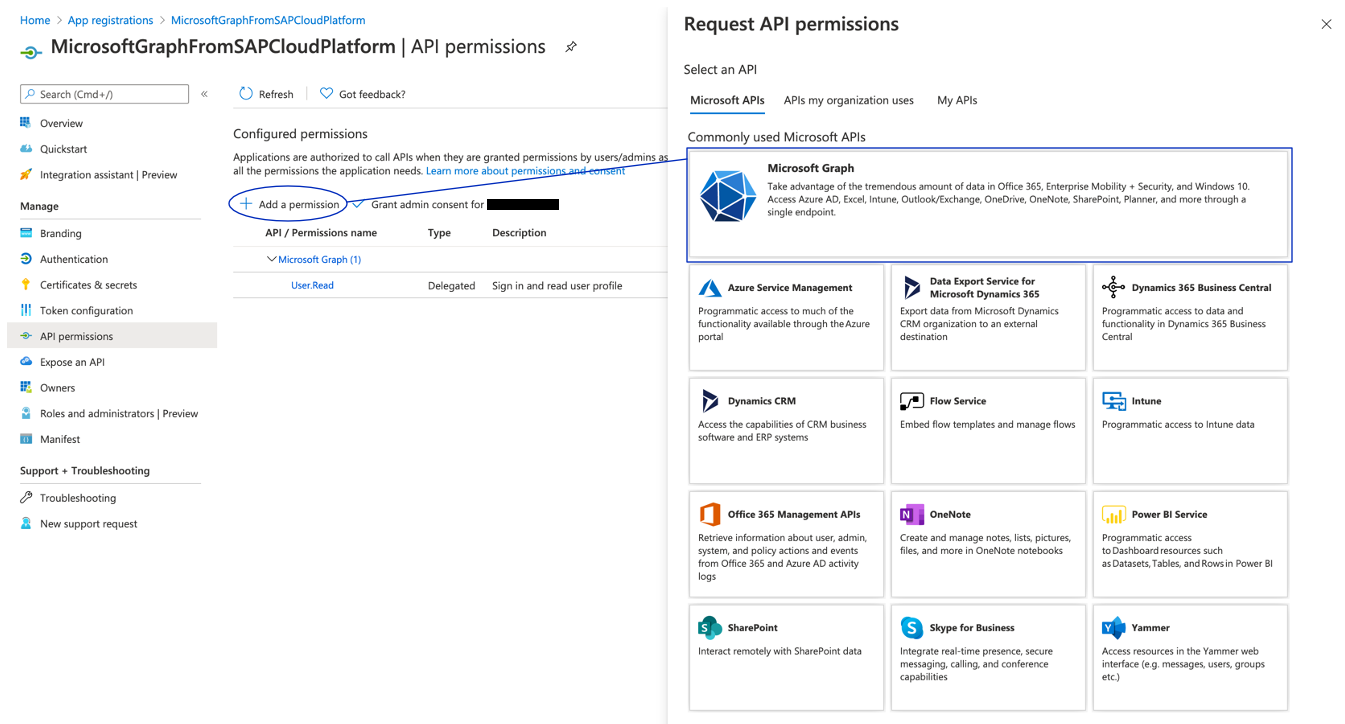 Home > App registrations > MicrosoftGraphFromSAPCloudPlatform
MicrosoftGraphFromSAPCloudPlatform | API permissions
Search (Cmd+/)
«
Overview
Quickstart
Integration assistant | Preview
Manage
Branding
Authentication
Certificates & secrets
Token configuration
API permissions
Expose an API
Owners
Roles and administrators | Preview
Manifest
Support + Troubleshooting
Troubleshooting
New support request
Refresh
Got feedback?
Configured permissions
Applications are authorized to call APIs when they are granted permissions by users/admins as
all the permissions the application needs. Learn more about permissions and consent
Add a permission
Grant admin consent for
API / Permissions name Type Description
Microsoft Graph (1)
User.Read Delegated Sign in and read user profile
Request API permissions
Select an API
Microsoft APIs APIs my organization uses My APIs
Commonly used Microsoft APIs
Microsoft Graph
Take advantage of the tremendous amount of data in Office 365, Enterprise Mobility + Security, and Windows 10.
Access Azure AD, Excel, Intune, Outlook/Exchange, OneDrive, OneNote, SharePoint, Planner, and more through a
single endpoint.
Azure Service Management
Programmatic access to much of the
functionality available through the Azure
portal
Data Export Service for
Microsoft Dynamics 365
Export data from Microsoft Dynamics
CRM organization to an external
destination
Dynamics 365 Business Central
Programmatic access to data and
functionality in Dynamics 365 Business
Central
Dynamics CRM
Access the capabilities of CRM business
software and ERP systems
Flow Service
Embed flow templates and manage flows
Intune
Programmatic access to Intune data
Office 365 Management APIs
Retrieve information about user, admin,
system, and policy actions and events
from Office 365 and Azure AD activity
logs
OneNote
Create and manage notes, lists, pictures,
files, and more in OneNote notebooks
Power BI Service
Programmatic access
to Dashboard resources such
as Datasets, Tables, and Rows in Power BI
SharePoint
Interact remotely with SharePoint data
Skype for Business
Integrate real-time presence, secure
messaging, calling, and conference
capabilities
Yammer
Access resources in the Yammer web
interface (e.g. messages, users, groups
etc.)